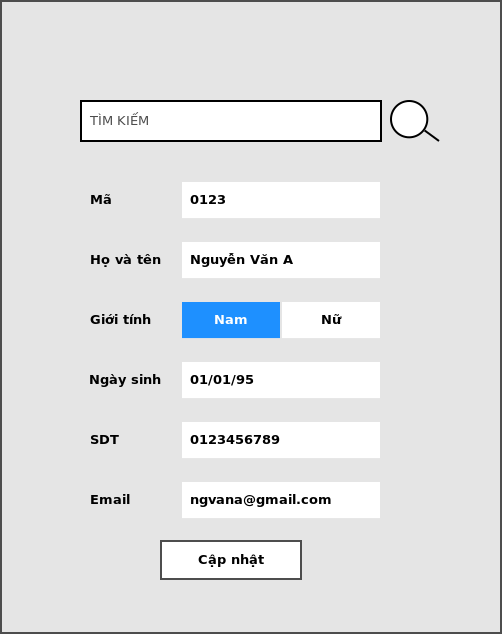 TÌM KIẾM
Mã 0123
Họ và tên Nguyễn Văn A
Giới tính Nam Nữ
Ngày sinh 01/01/95
SDT 0123456789
Email ngvana@gmail.com
Cập nhật